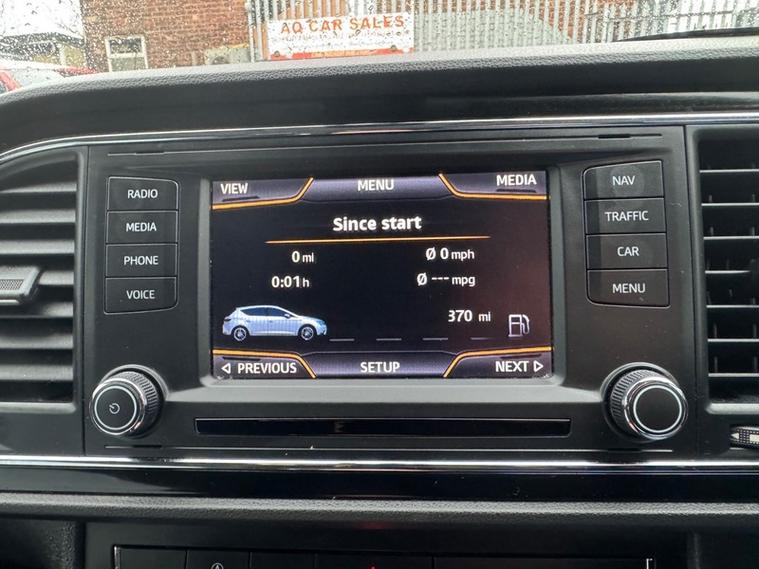 AQ CAR SALES
VIEW MENU MEDIA
Since start
0 mi Ø 0 mph
0:01 h Ø --- mpg
370 mi
◁ PREVIOUS SETUP NEXT ▷
RADIO
MEDIA
PHONE
VOICE
NAV
TRAFFIC
CAR
MENU